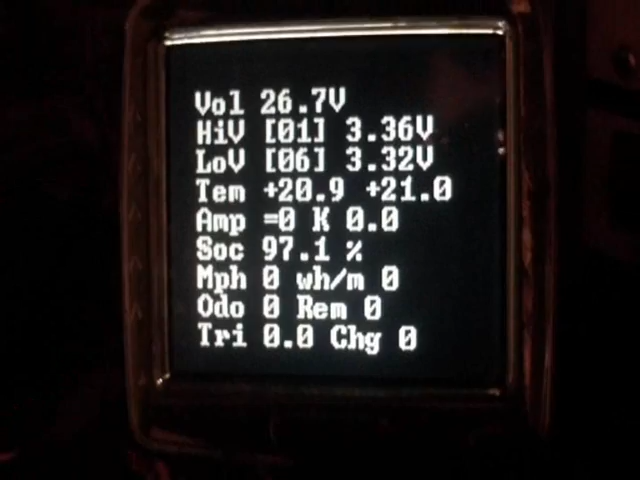 Vol 26.7V
HiV [01] 3.36V
LoV [06] 3.32V
Tem +20.9 +21.0
Amp =0 K 0.0
Soc 97.1 %
Mph 0 wh/m 0
Odo 0 Rem 0
Tri 0.0 Chg 0